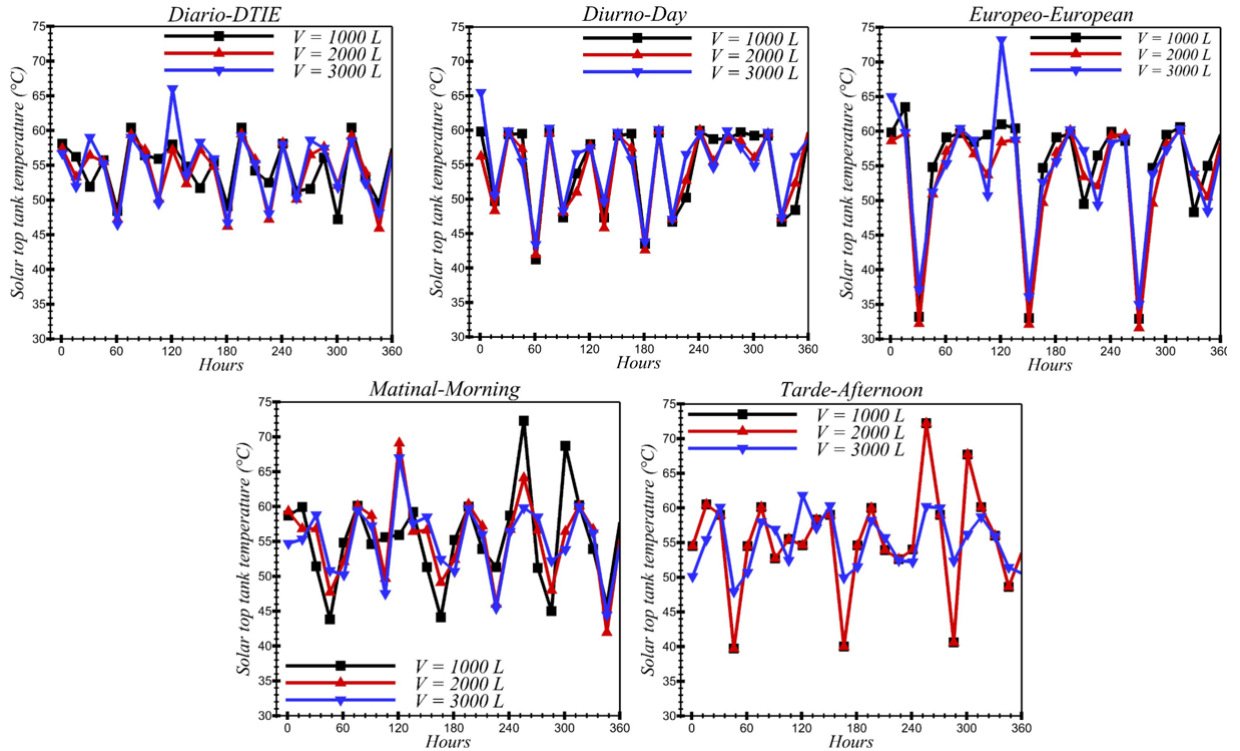 Diario-DTIE
Solar top tank temperature (°C)
75
70
65
60
55
50
45
40
35
30
V = 1000 L
V = 2000 L
V = 3000 L
0 60 120 180 240 300 360
Hours
Diurno-Day
Solar top tank temperature (°C)
75
70
65
60
55
50
45
40
35
30
V = 1000 L
V = 2000 L
V = 3000 L
0 60 120 180 240 300 360
Hours
Europeo-European
Solar top tank temperature (°C)
75
70
65
60
55
50
45
40
35
30
V = 1000 L
V = 2000 L
V = 3000 L
0 60 120 180 240 300 360
Hours
Matinal-Morning
Solar top tank temperature (°C)
75
70
65
60
55
50
45
40
35
30
V = 1000 L
V = 2000 L
V = 3000 L
0 60 120 180 240 300 360
Hours
Tarde-Afternoon
Solar top tank temperature (°C)
75
70
65
60
55
50
45
40
35
30
V = 1000 L
V = 2000 L
V = 3000 L
0 60 120 180 240 300 360
Hours